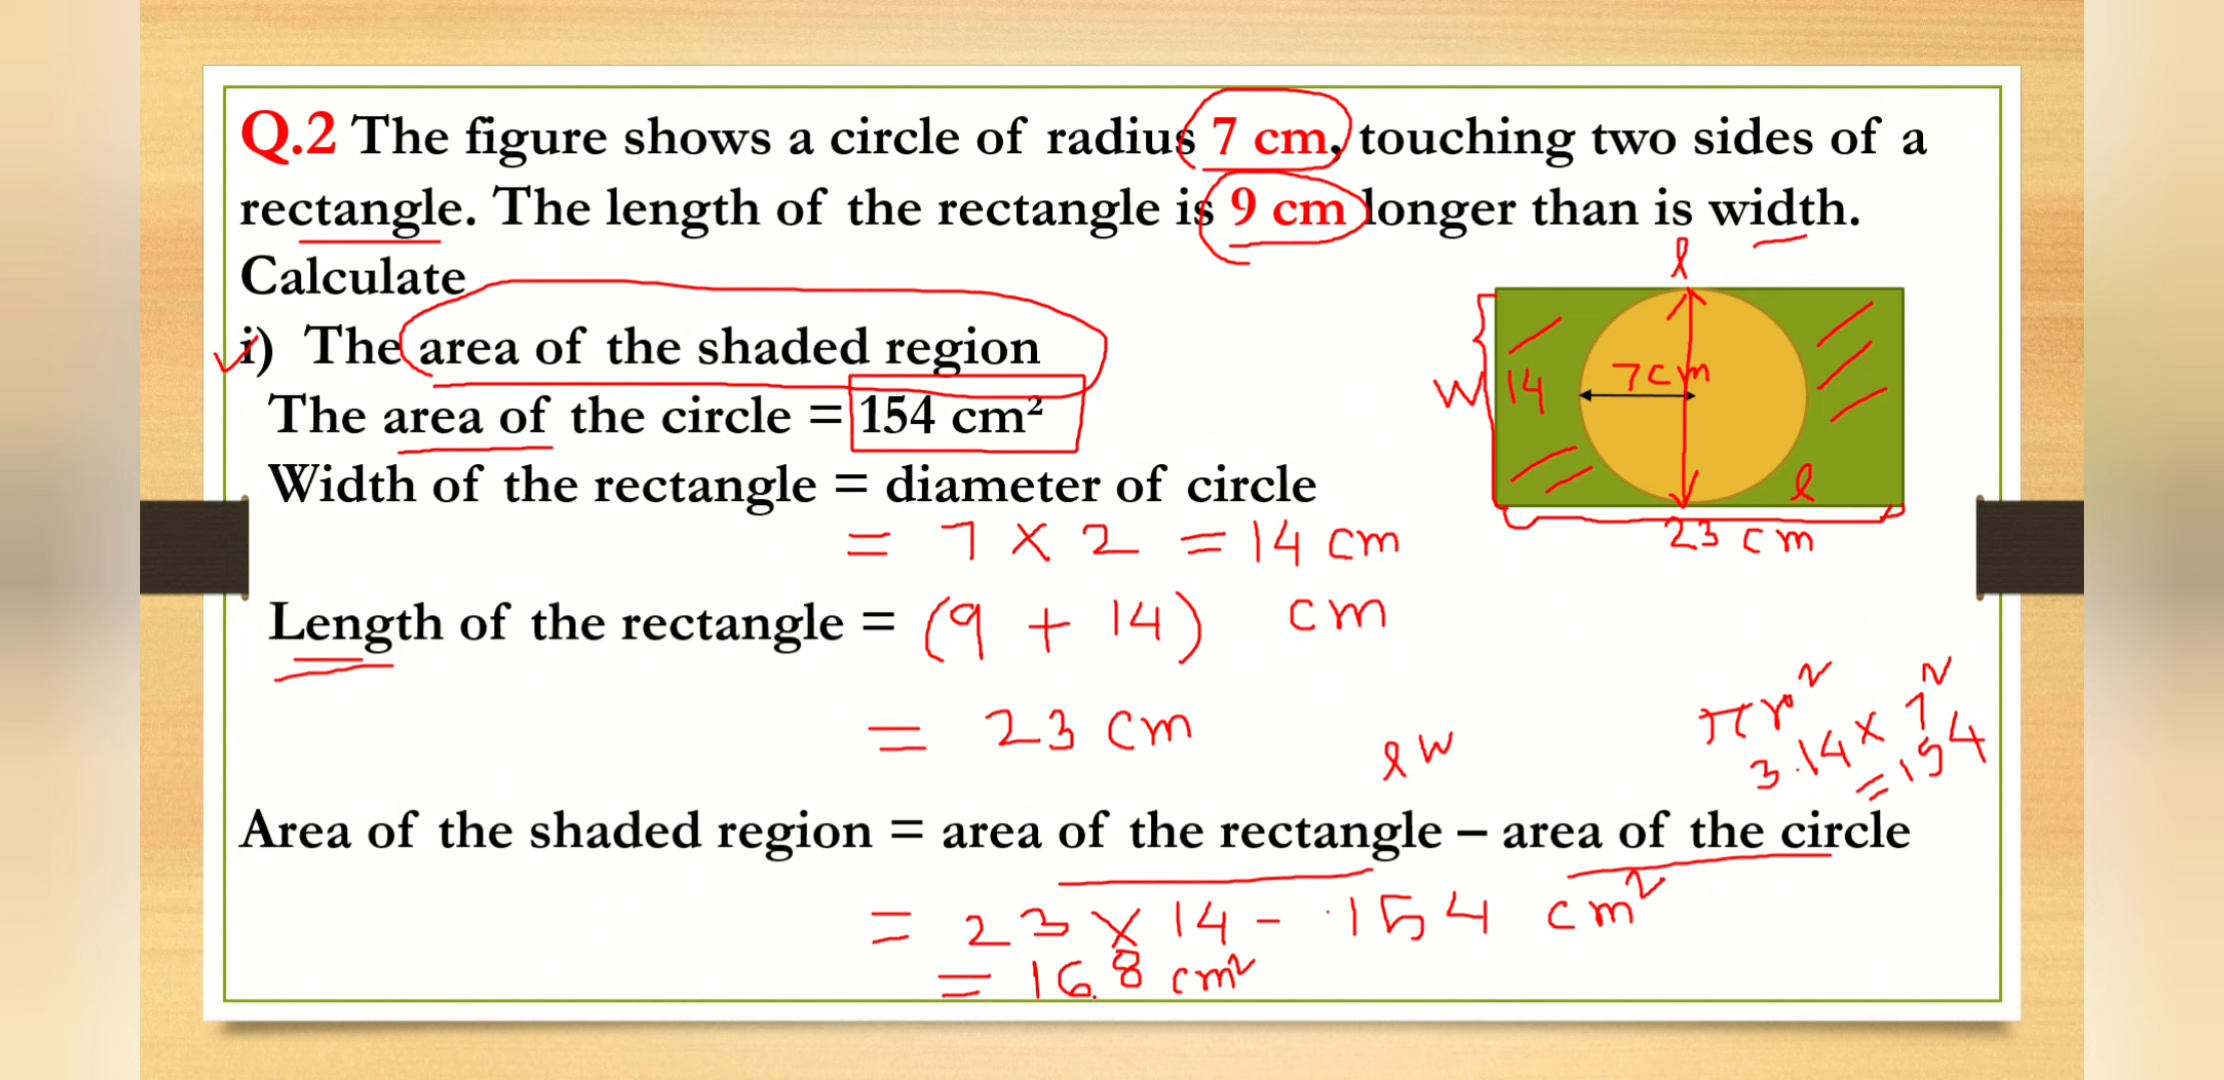 Q.2 The figure shows a circle of radius 7 cm, touching two sides of a
rectangle. The length of the rectangle is 9 cm longer than is width.
Calculate
i) The area of the shaded region
The area of the circle = 154 cm²
Width of the rectangle = diameter of circle
= 7 × 2 = 14 cm
Length of the rectangle = (9 + 14) cm
= 23 cm
l w
πr²
3.14 × 7²
= 154
Area of the shaded region = area of the rectangle – area of the circle
= 23 × 14 - 154 cm²
= 168 cm²
l
w
14
7cm
l
23 cm